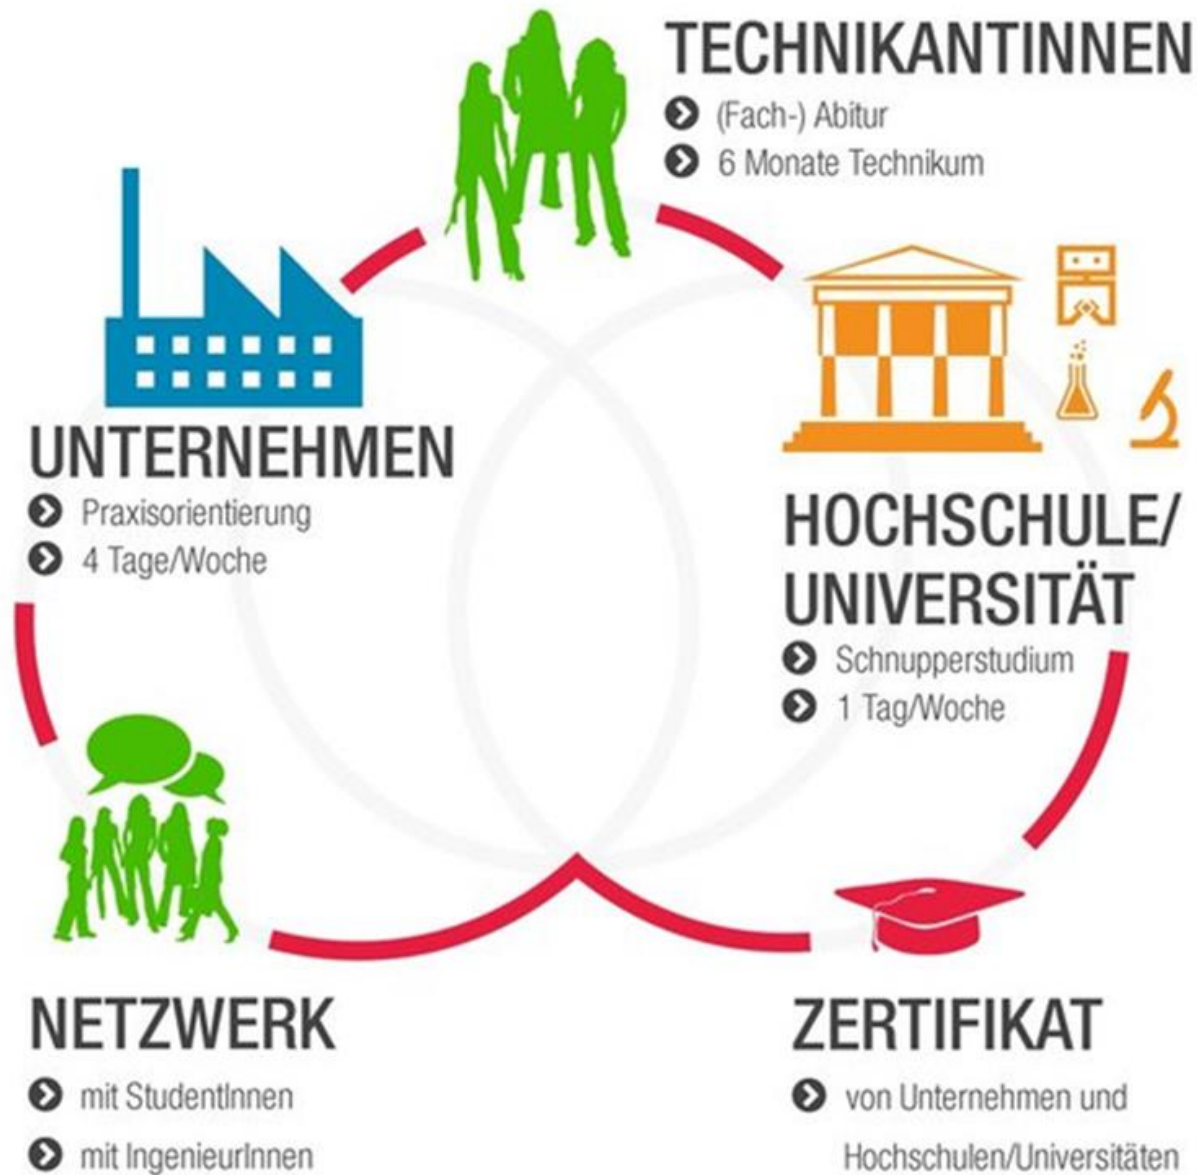 TECHNIKANTINNEN
(Fach-) Abitur
6 Monate Technikum
UNTERNEHMEN
Praxisorientierung
4 Tage/Woche
HOCHSCHULE/
UNIVERSITÄT
Schnupperstudium
1 Tag/Woche
NETZWERK
mit StudentInnen
mit IngenieurInnen
ZERTIFIKAT
von Unternehmen und
Hochschulen/Universitäten